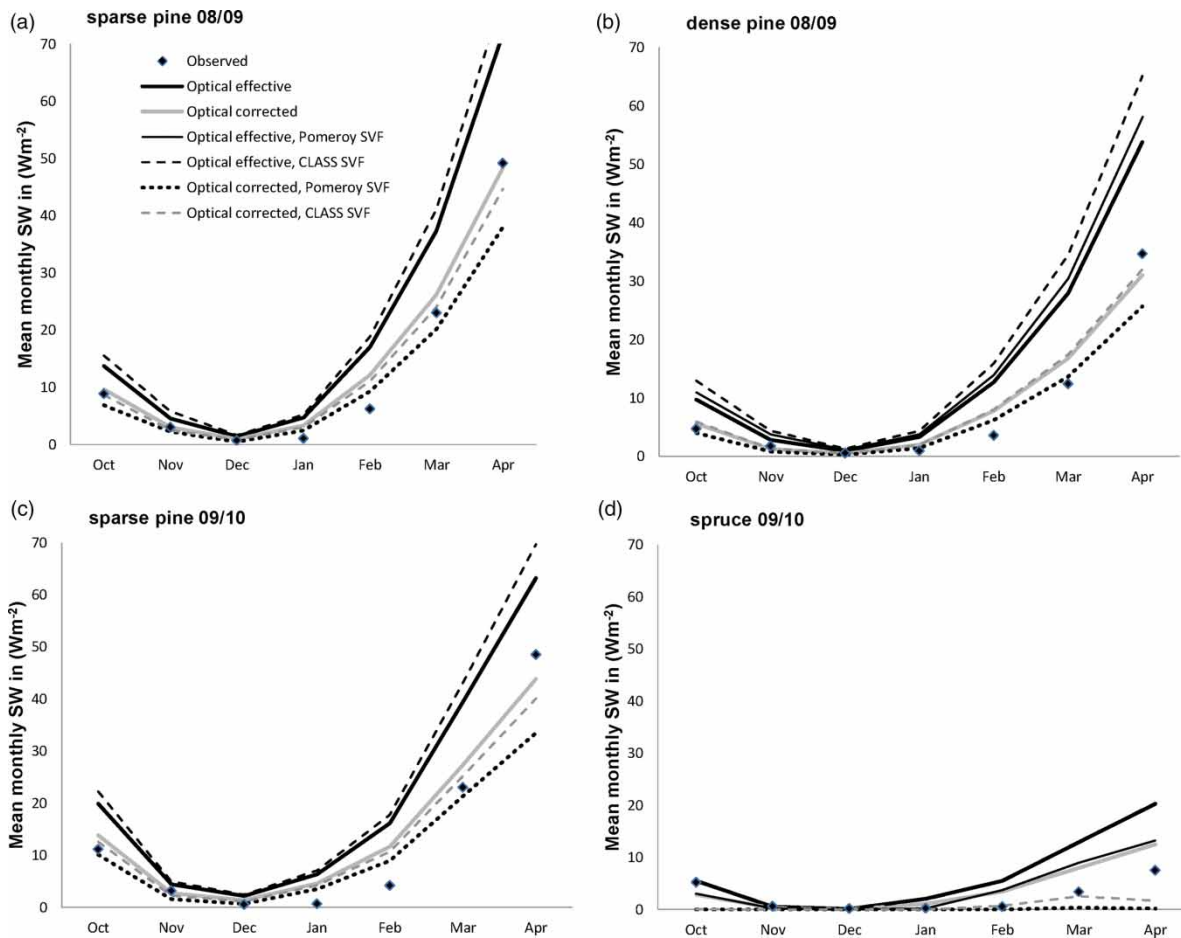 (a)
sparse pine 08/09
Mean monthly SW in (Wm-2)
70
60
50
40
30
20
10
0
Observed
Optical effective
Optical corrected
Optical effective, Pomeroy SVF
Optical effective, CLASS SVF
Optical corrected, Pomeroy SVF
Optical corrected, CLASS SVF
Oct Nov Dec Jan Feb Mar Apr
(b)
dense pine 08/09
Mean monthly SW in (Wm-2)
70
60
50
40
30
20
10
0
Oct Nov Dec Jan Feb Mar Apr
(c)
sparse pine 09/10
Mean monthly SW in (Wm-2)
70
60
50
40
30
20
10
0
Oct Nov Dec Jan Feb Mar Apr
(d)
spruce 09/10
Mean monthly SW in (Wm-2)
70
60
50
40
30
20
10
0
Oct Nov Dec Jan Feb Mar Apr